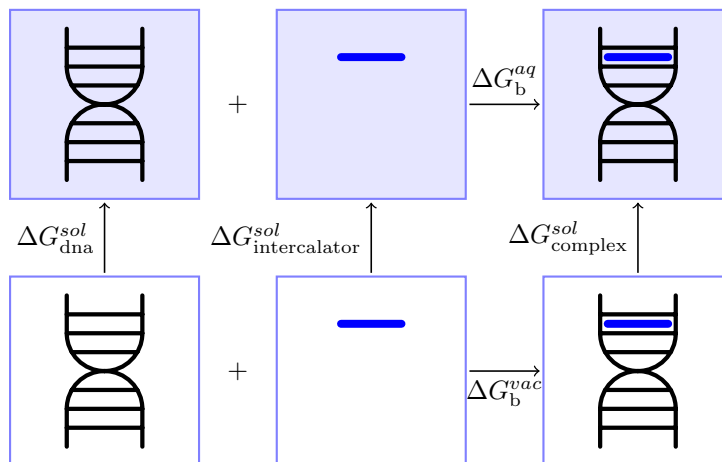 +
ΔG_b^{aq}
ΔG_dna^{sol}
ΔG_intercalator^{sol}
ΔG_complex^{sol}
+
ΔG_b^{vac}